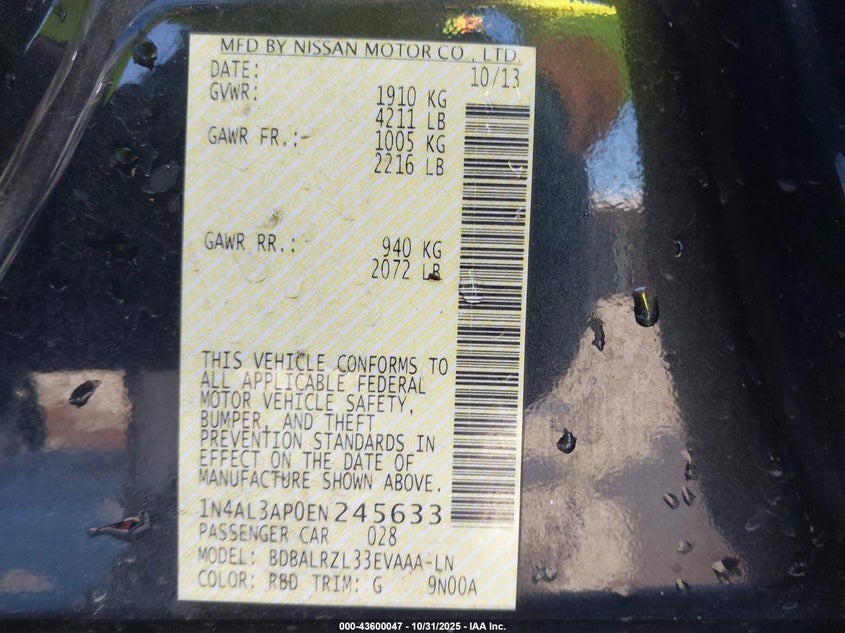 MFD BY NISSAN MOTOR CO., LTD.
DATE: 10/13
GVWR: 1910 KG
4211 LB
GAWR FR.: 1005 KG
2216 LB
GAWR RR.: 940 KG
2072 LB
THIS VEHICLE CONFORMS TO
ALL APPLICABLE FEDERAL
MOTOR VEHICLE SAFETY,
BUMPER, AND THEFT
PREVENTION STANDARDS IN
EFFECT ON THE DATE OF
MANUFACTURE SHOWN ABOVE.
1N4AL3AP0EN245633
PASSENGER CAR 028
MODEL: BDBALRZL33EVAAA-LN
COLOR: RBD TRIM: G 9N00A
000-43600047 - 10/31/2025 - IAA Inc.